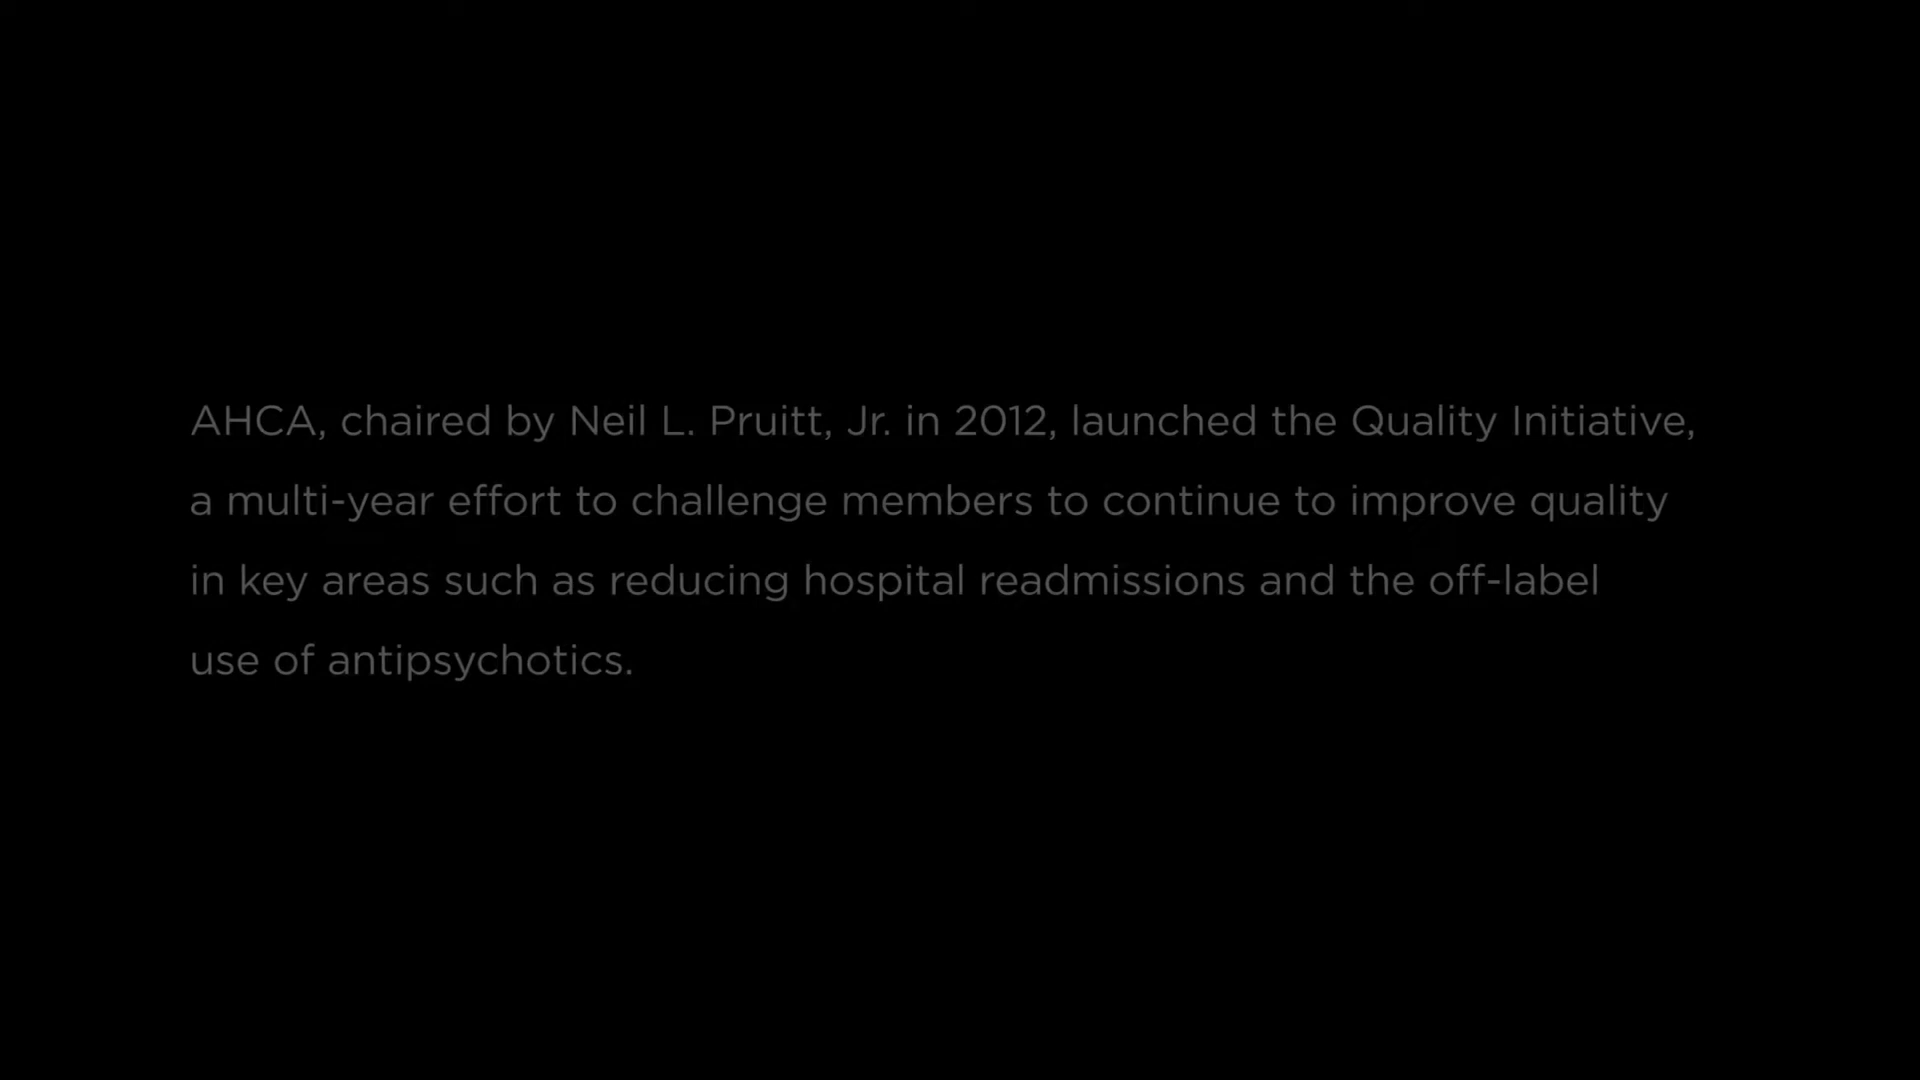 AHCA, chaired by Neil L. Pruitt, Jr. in 2012, launched the Quality Initiative,
a multi-year effort to challenge members to continue to improve quality
in key areas such as reducing hospital readmissions and the off-label
use of antipsychotics.